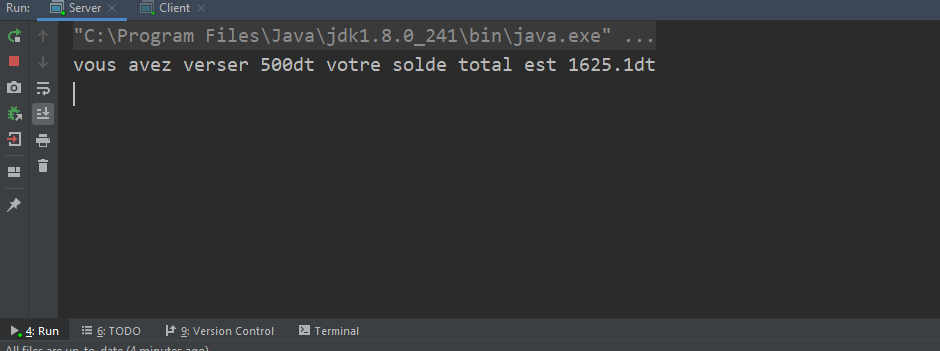 Run: Server Client
"C:\Program Files\Java\jdk1.8.0_241\bin\java.exe" ...
vous avez verser 500dt votre solde total est 1625.1dt
4: Run 6: TODO 9: Version Control Terminal
All files are up-to-date (4 minutes ago)